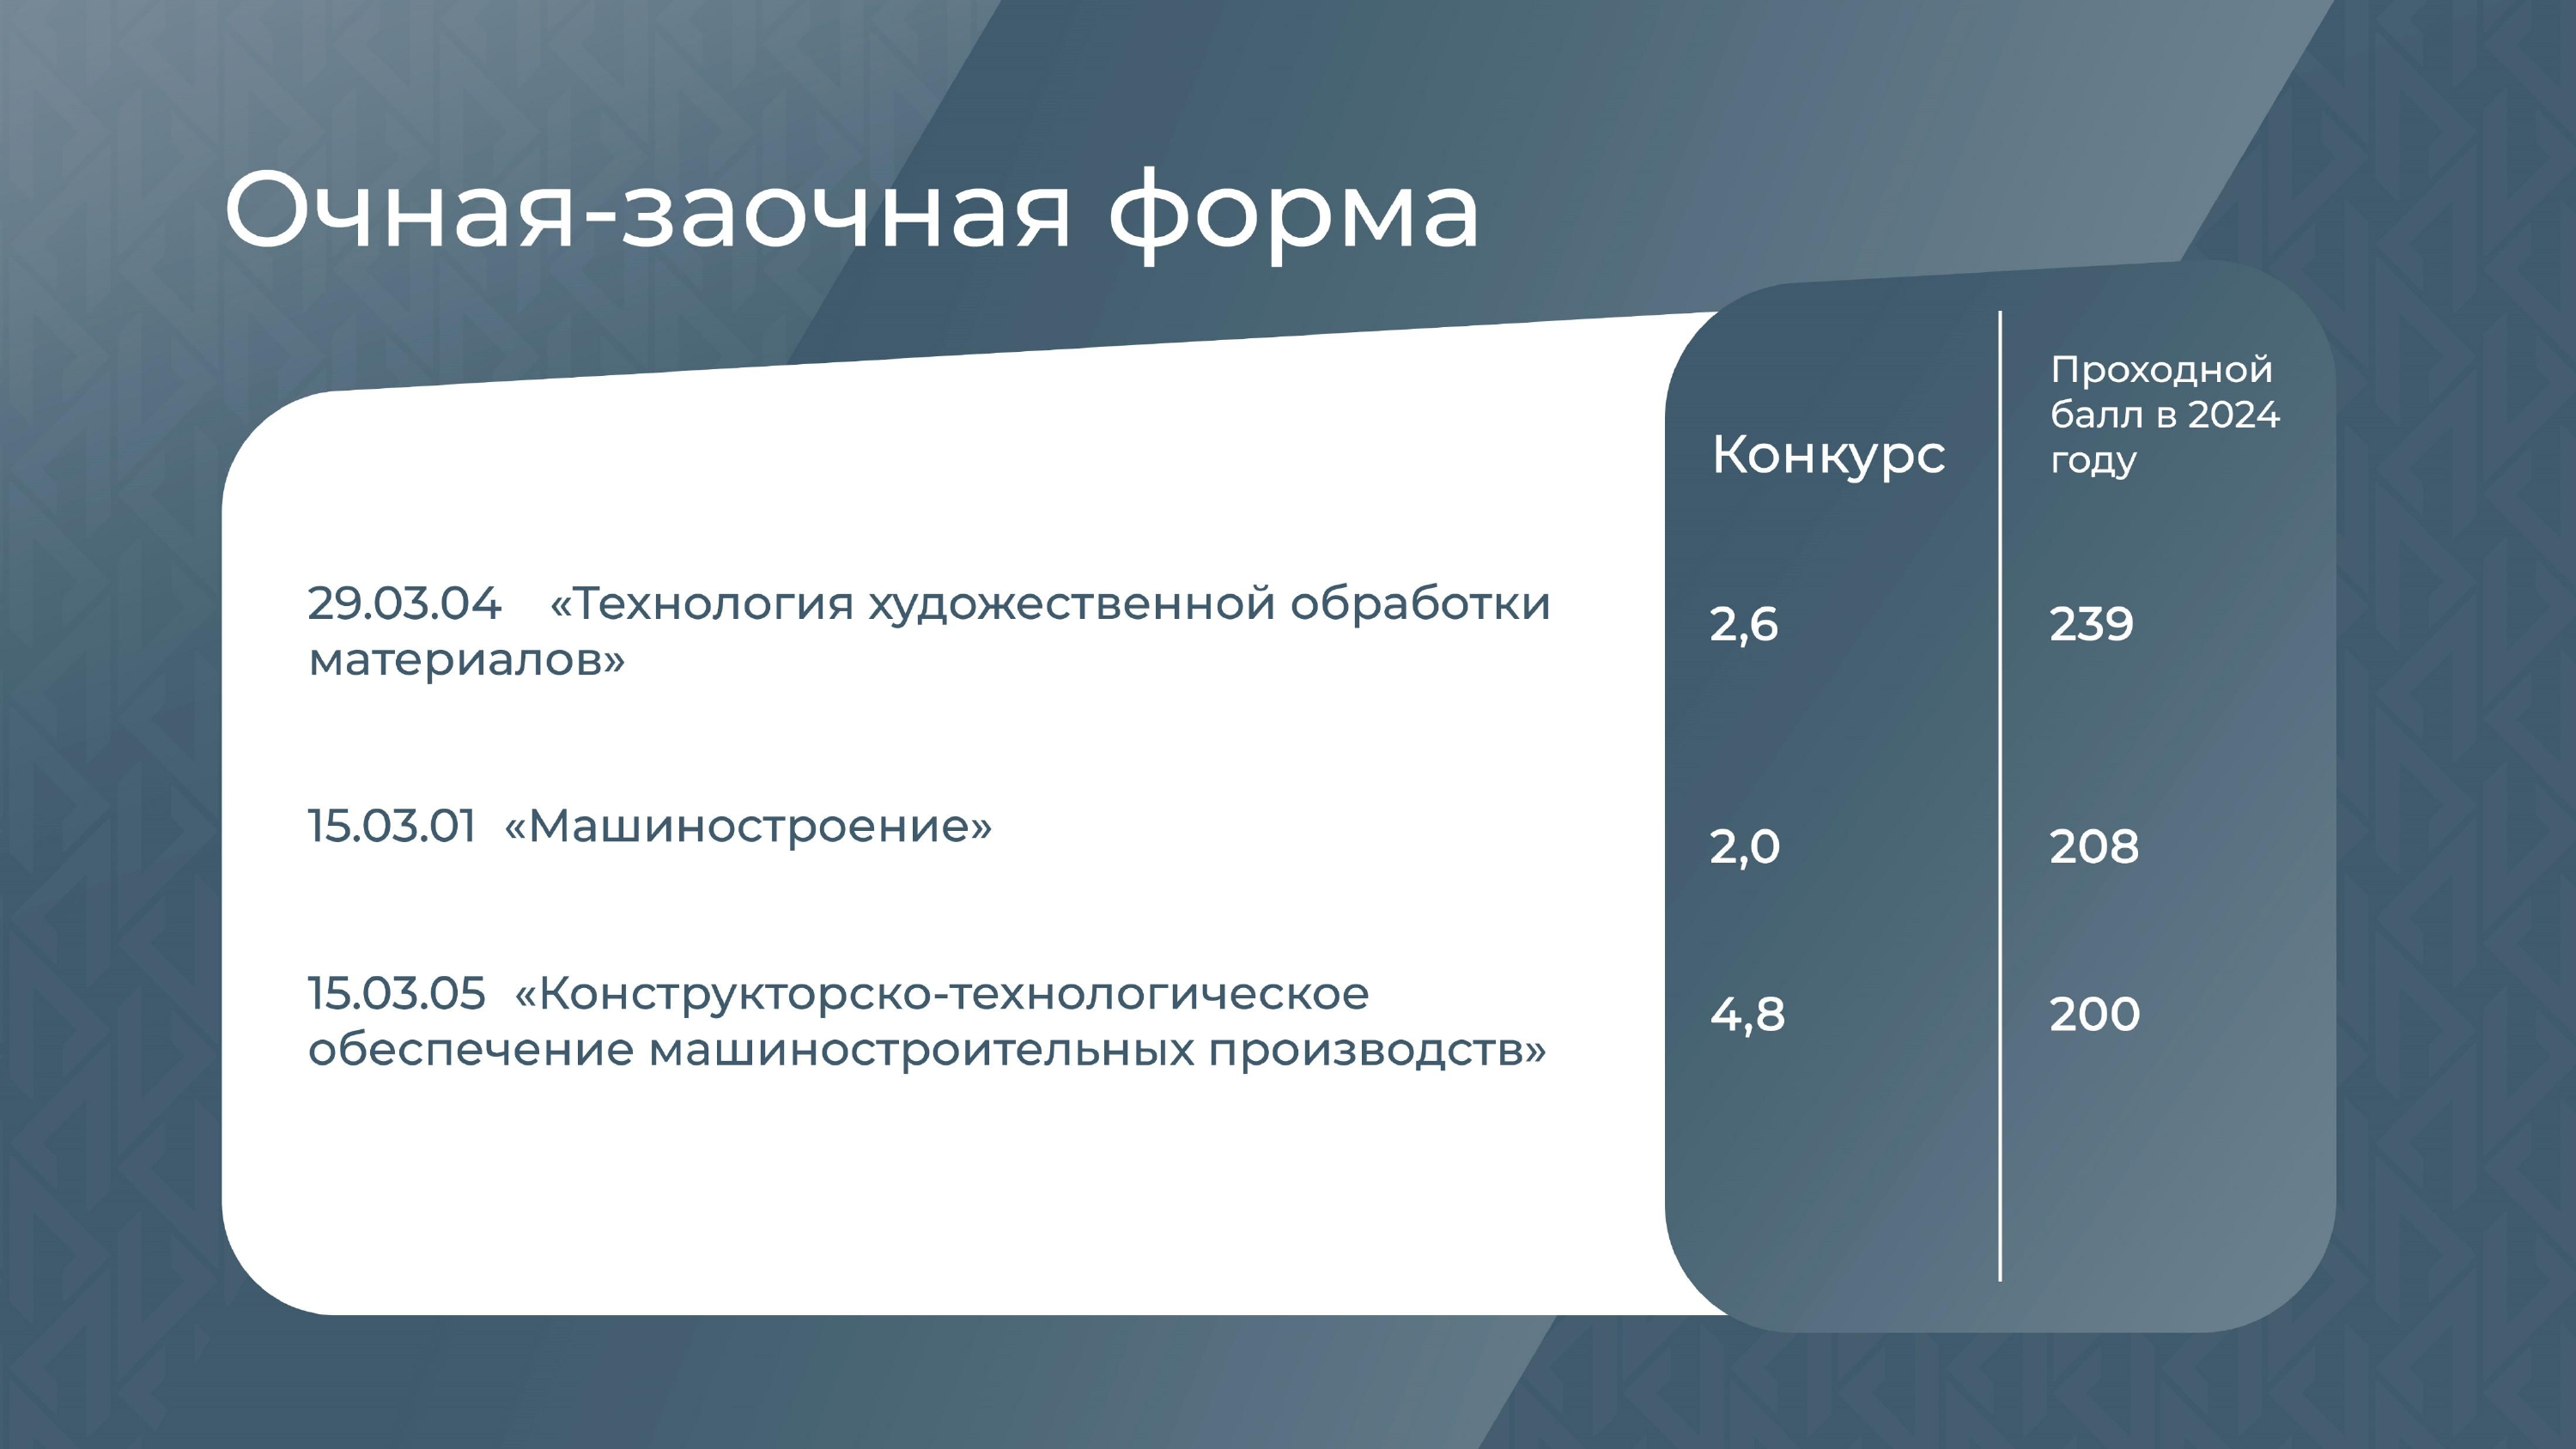 Очная-заочная форма
Конкурс
Проходной
балл в 2024
году
29.03.04 «Технология художественной обработки
материалов»
2,6
239
15.03.01 «Машиностроение»
2,0
208
15.03.05 «Конструкторско-технологическое
обеспечение машиностроительных производств»
4,8
200